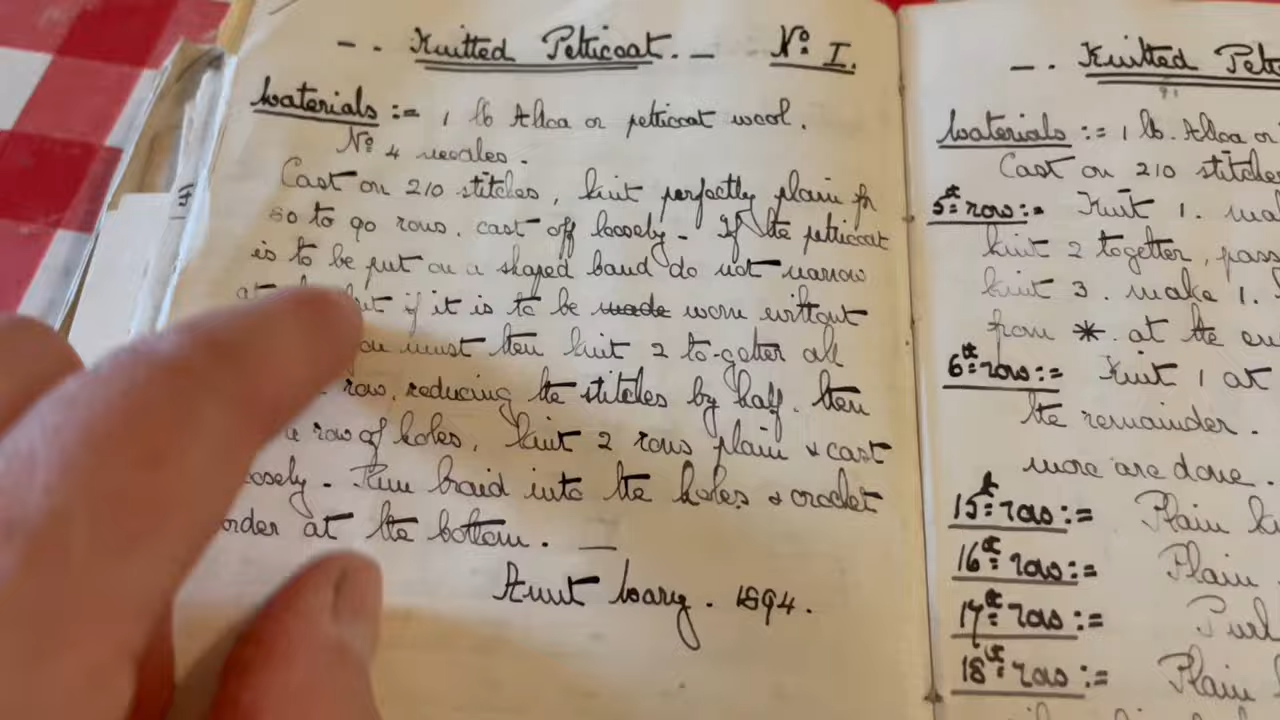 Knitted Petticoat. No. I.
Materials := 1 lb Alloa or petticoat wool.
No. 4 needles.
Cast on 210 stitches, knit perfectly plain for
80 to 90 rows. cast off loosely. If the petticoat
is to be put on a shaped band do not narrow
if it is to be made worn without
must then knit 2 to-gether all
row, reducing the stitches by half. then
row of holes, knit 2 rows plain & cast
loosely. Run braid into the holes & crochet
border at the bottom.
Aunt Mary. 1894.
Knitted
Materials := 1 lb. Alloa or
Cast on 210 stitches
5th row := Knit 1.
knit 2 together, pass
knit 3. make 1.
from *. at the
6th row := Knit 1 at
the remainder.
more are done.
15th row := Plain
16th row := Plain
17th row := Purl
18th row := Plain